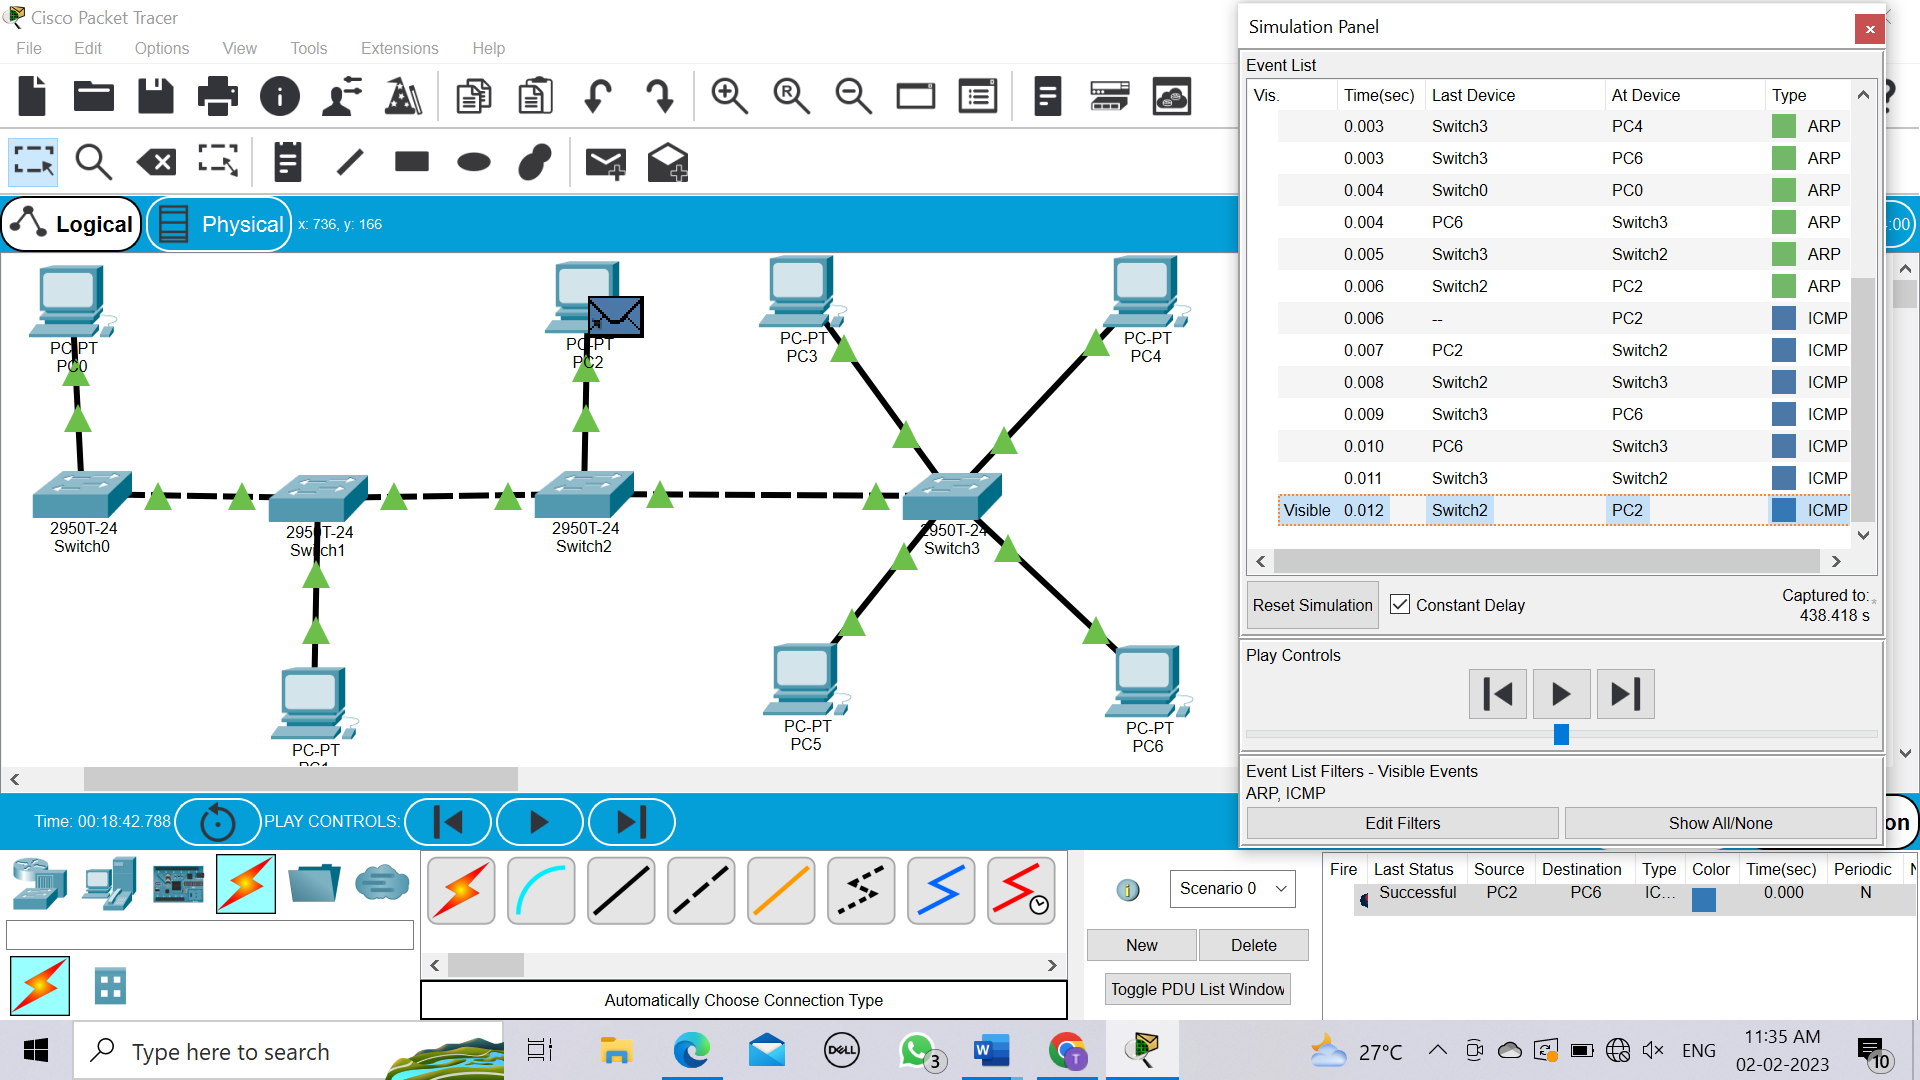 Cisco Packet Tracer
File Edit Options View Tools Extensions Help
Logical Physical x: 736, y: 166
:00
PC-PT
PC0
PC-PT
PC2
PC-PT
PC3
PC-PT
PC4
2950T-24
Switch0
2950T-24
Switch1
2950T-24
Switch2
2950T-24
Switch3
PC-PT
PC1
PC-PT
PC5
PC-PT
PC6
Simulation Panel
Event List
Vis. Time(sec) Last Device At Device Type
0.003 Switch3 PC4 ARP
0.003 Switch3 PC6 ARP
0.004 Switch0 PC0 ARP
0.004 PC6 Switch3 ARP
0.005 Switch3 Switch2 ARP
0.006 Switch2 PC2 ARP
0.006 -- PC2 ICMP
0.007 PC2 Switch2 ICMP
0.008 Switch2 Switch3 ICMP
0.009 Switch3 PC6 ICMP
0.010 PC6 Switch3 ICMP
0.011 Switch3 Switch2 ICMP
Visible 0.012 Switch2 PC2 ICMP
Reset Simulation Constant Delay Captured to: *
438.418 s
Play Controls
Event List Filters - Visible Events
ARP, ICMP
Edit Filters Show All/None
Time: 00:18:42.788 PLAY CONTROLS:
on
Automatically Choose Connection Type
Scenario 0
New Delete
Toggle PDU List Window
Fire Last Status Source Destination Type Color Time(sec) Periodic
Successful PC2 PC6 IC... 0.000 N
Type here to search
DELL
3
W
T
27°C
ENG
11:35 AM
02-02-2023
10